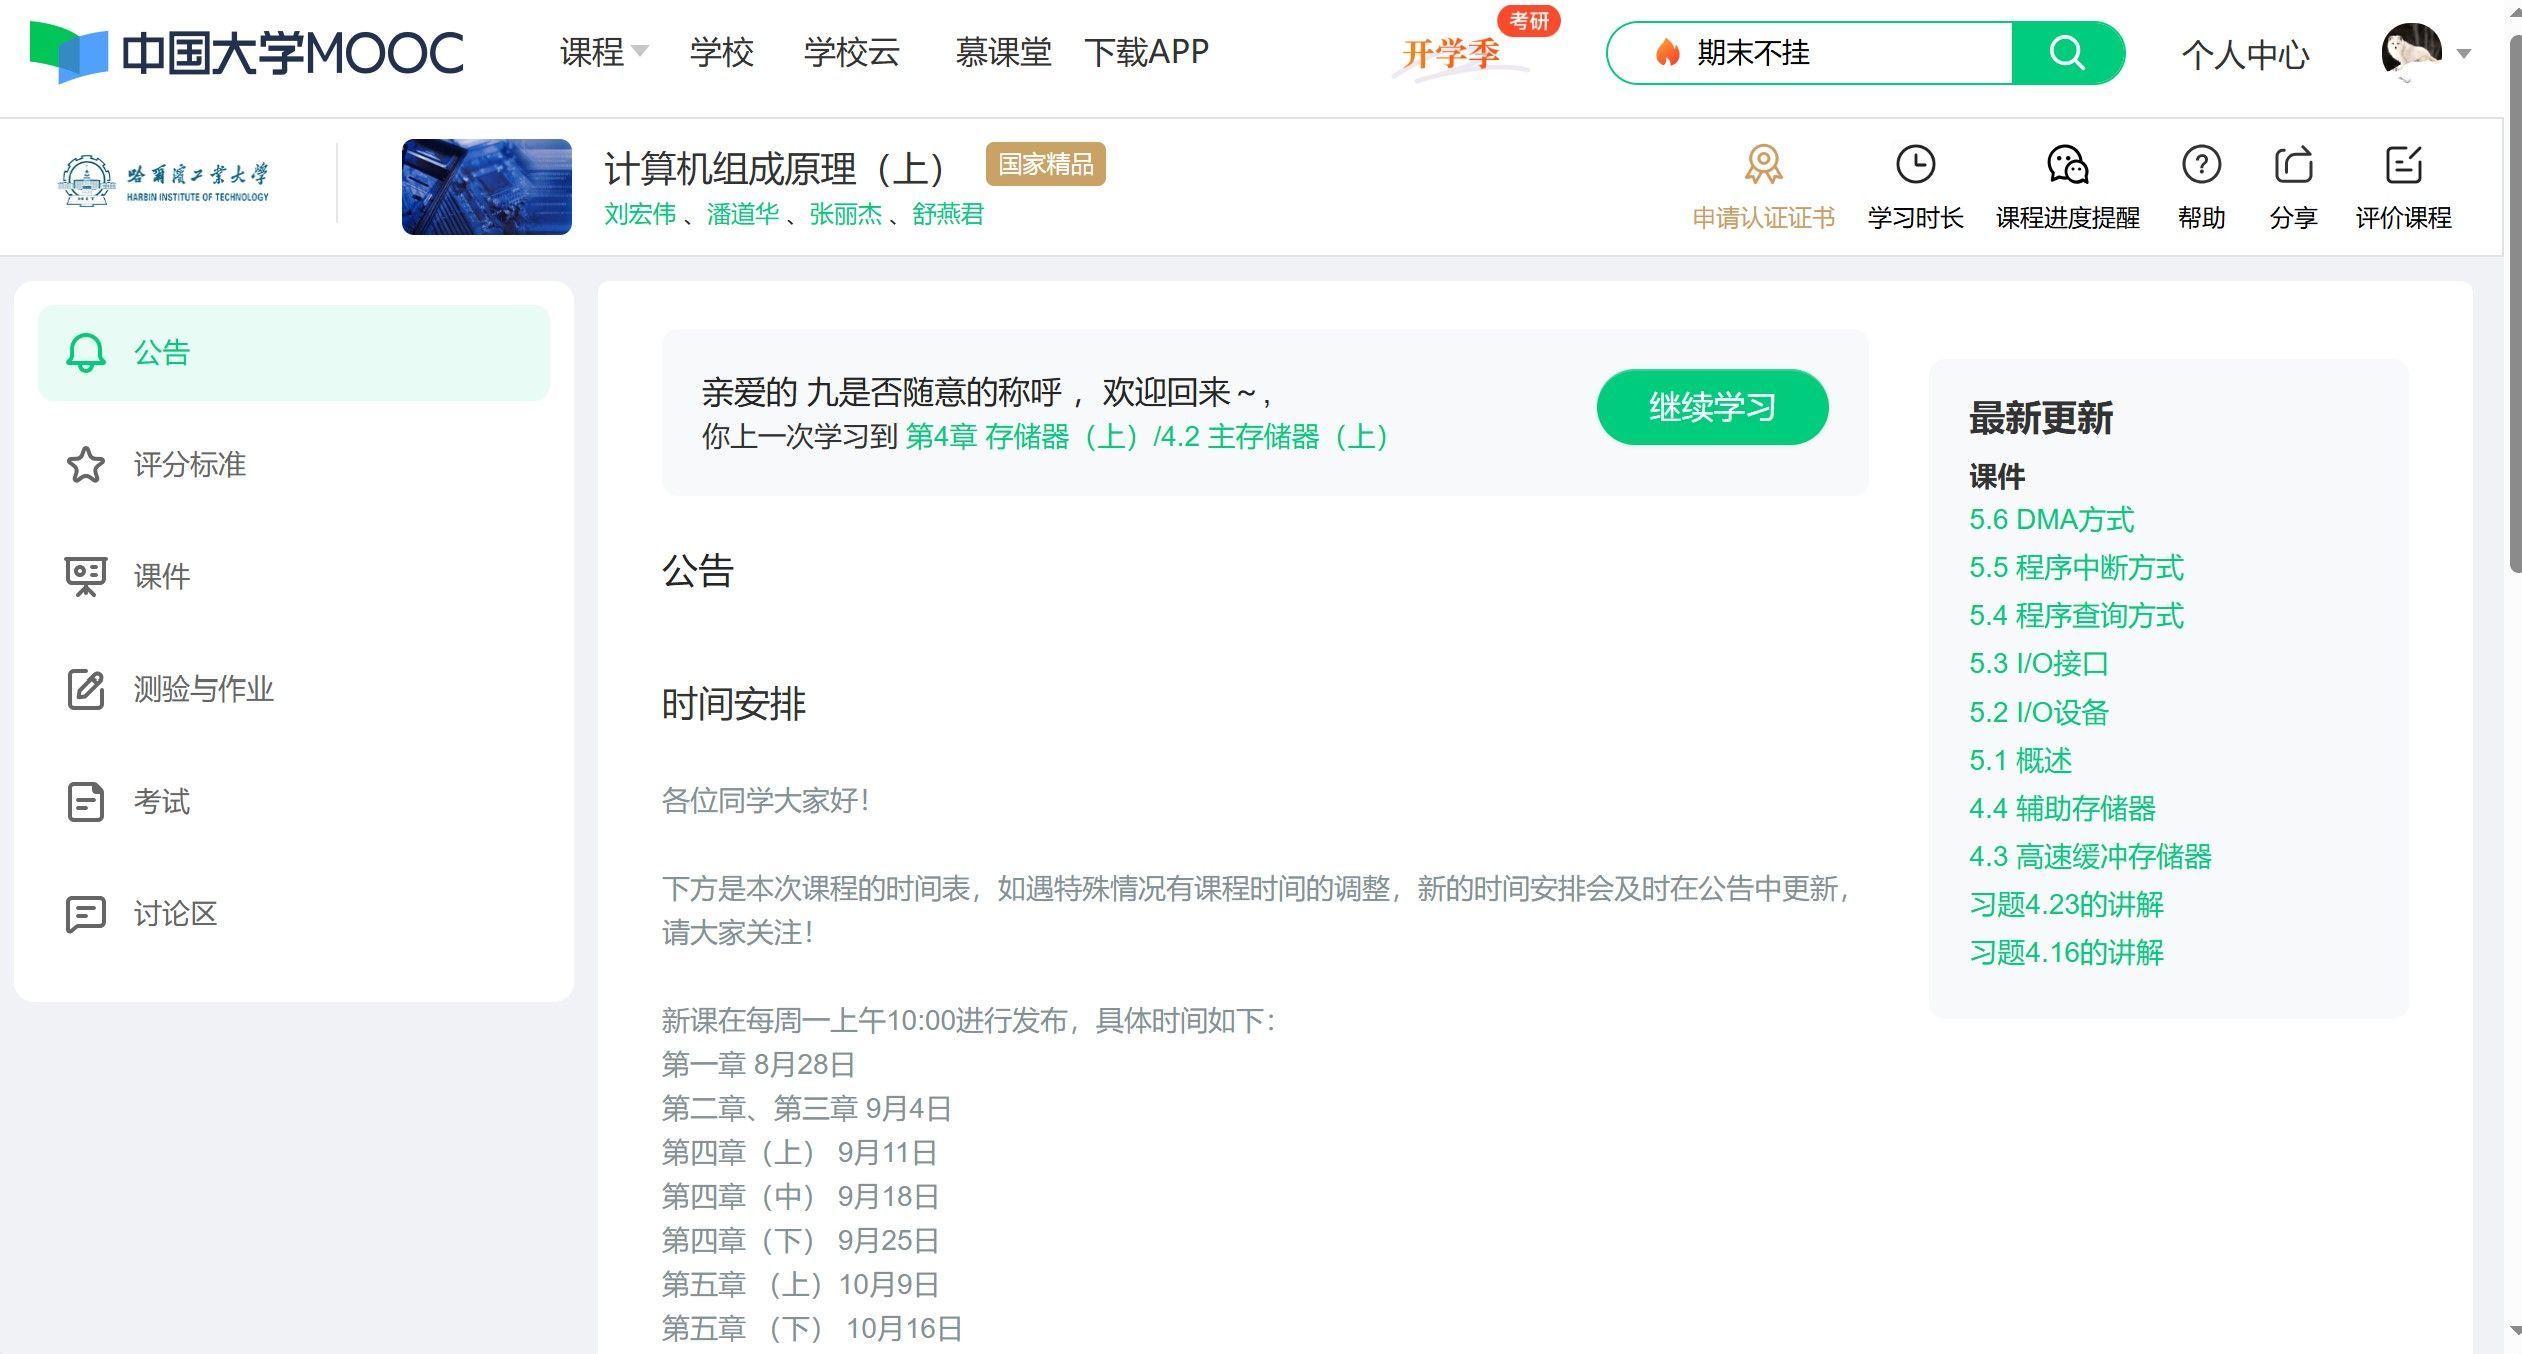 中国大学MOOC
课程
学校
学校云
慕课堂
下载APP
开学季
考研
期末不挂
个人中心
哈尔滨工业大学
HARBIN INSTITUTE OF TECHNOLOGY
计算机组成原理（上）
国家精品
刘宏伟 、潘道华 、张丽杰 、舒燕君
申请认证证书
学习时长
课程进度提醒
帮助
分享
评价课程
公告
评分标准
课件
测验与作业
考试
讨论区
亲爱的 九是否随意的称呼 ，欢迎回来～,
你上一次学习到 第4章 存储器（上）/4.2 主存储器（上）
继续学习
公告
时间安排
各位同学大家好！
下方是本次课程的时间表，如遇特殊情况有课程时间的调整，新的时间安排会及时在公告中更新，
请大家关注！
新课在每周一上午10:00进行发布，具体时间如下：
第一章 8月28日
第二章、第三章 9月4日
第四章（上） 9月11日
第四章（中） 9月18日
第四章（下） 9月25日
第五章 （上）10月9日
第五章 （下） 10月16日
最新更新
课件
5.6 DMA方式
5.5 程序中断方式
5.4 程序查询方式
5.3 I/O接口
5.2 I/O设备
5.1 概述
4.4 辅助存储器
4.3 高速缓冲存储器
习题4.23的讲解
习题4.16的讲解